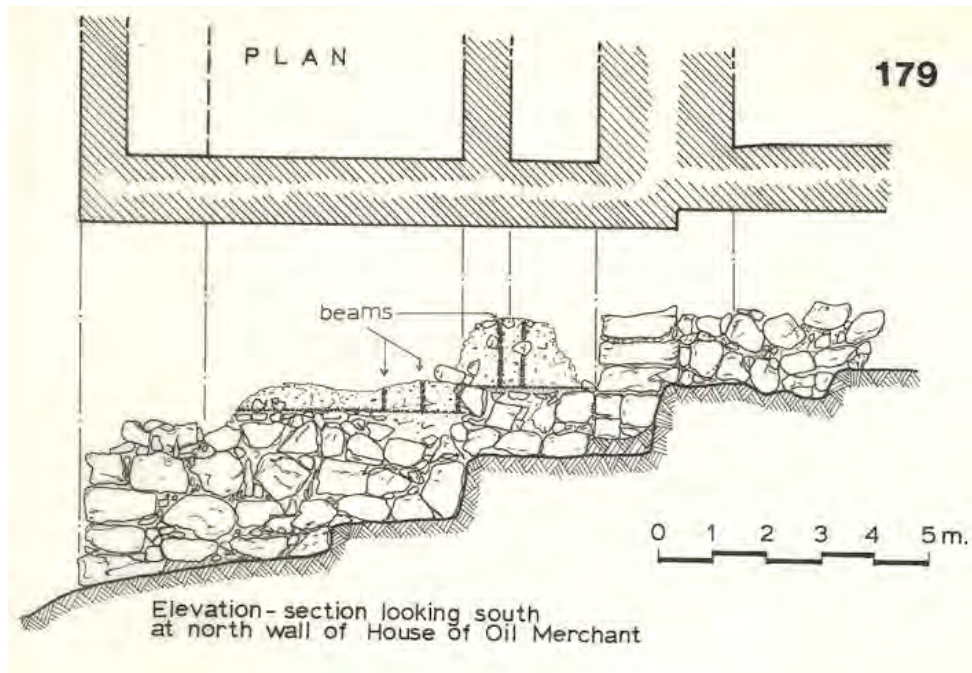 PLAN
179
beams
0 1 2 3 4 5 m.
Elevation - section looking south
at north wall of House of Oil Merchant